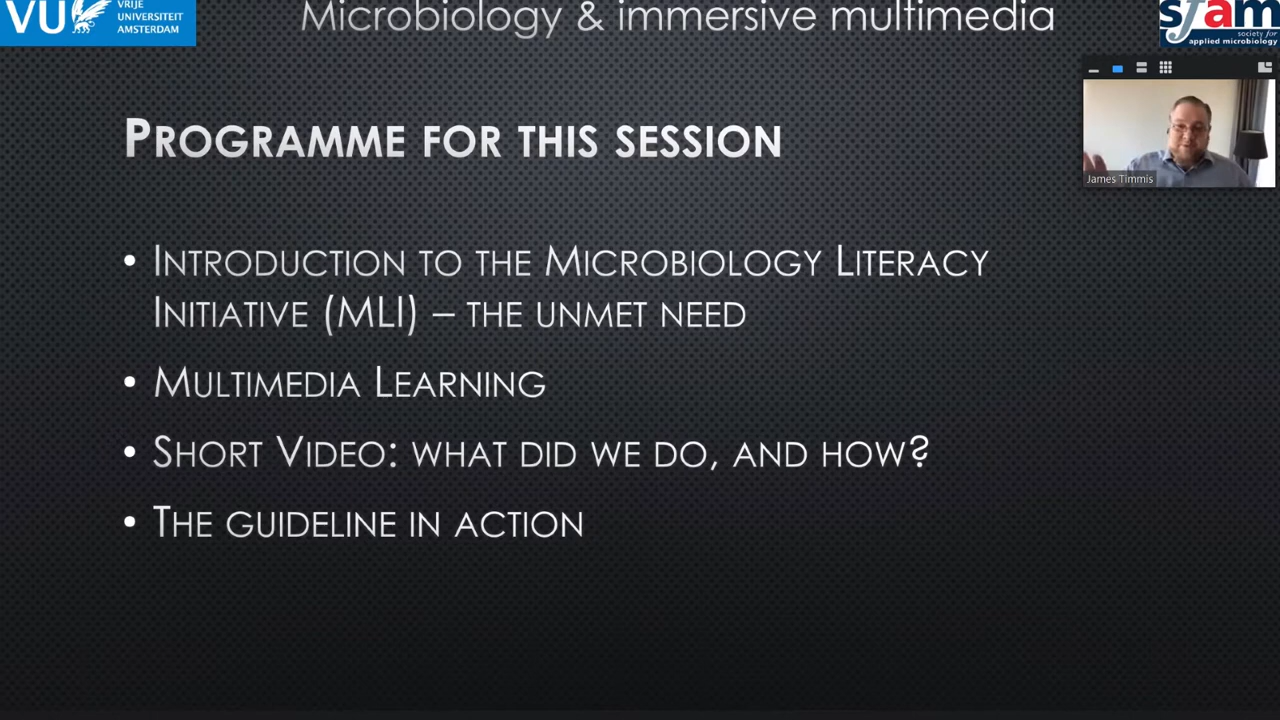 VU
VRIJE
UNIVERSITEIT
AMSTERDAM
Microbiology & immersive multimedia
sfam
society for
applied microbiology
James Timmis
PROGRAMME FOR THIS SESSION
• INTRODUCTION TO THE MICROBIOLOGY LITERACY
INITIATIVE (MLI) – THE UNMET NEED
• MULTIMEDIA LEARNING
• SHORT VIDEO: WHAT DID WE DO, AND HOW?
• THE GUIDELINE IN ACTION